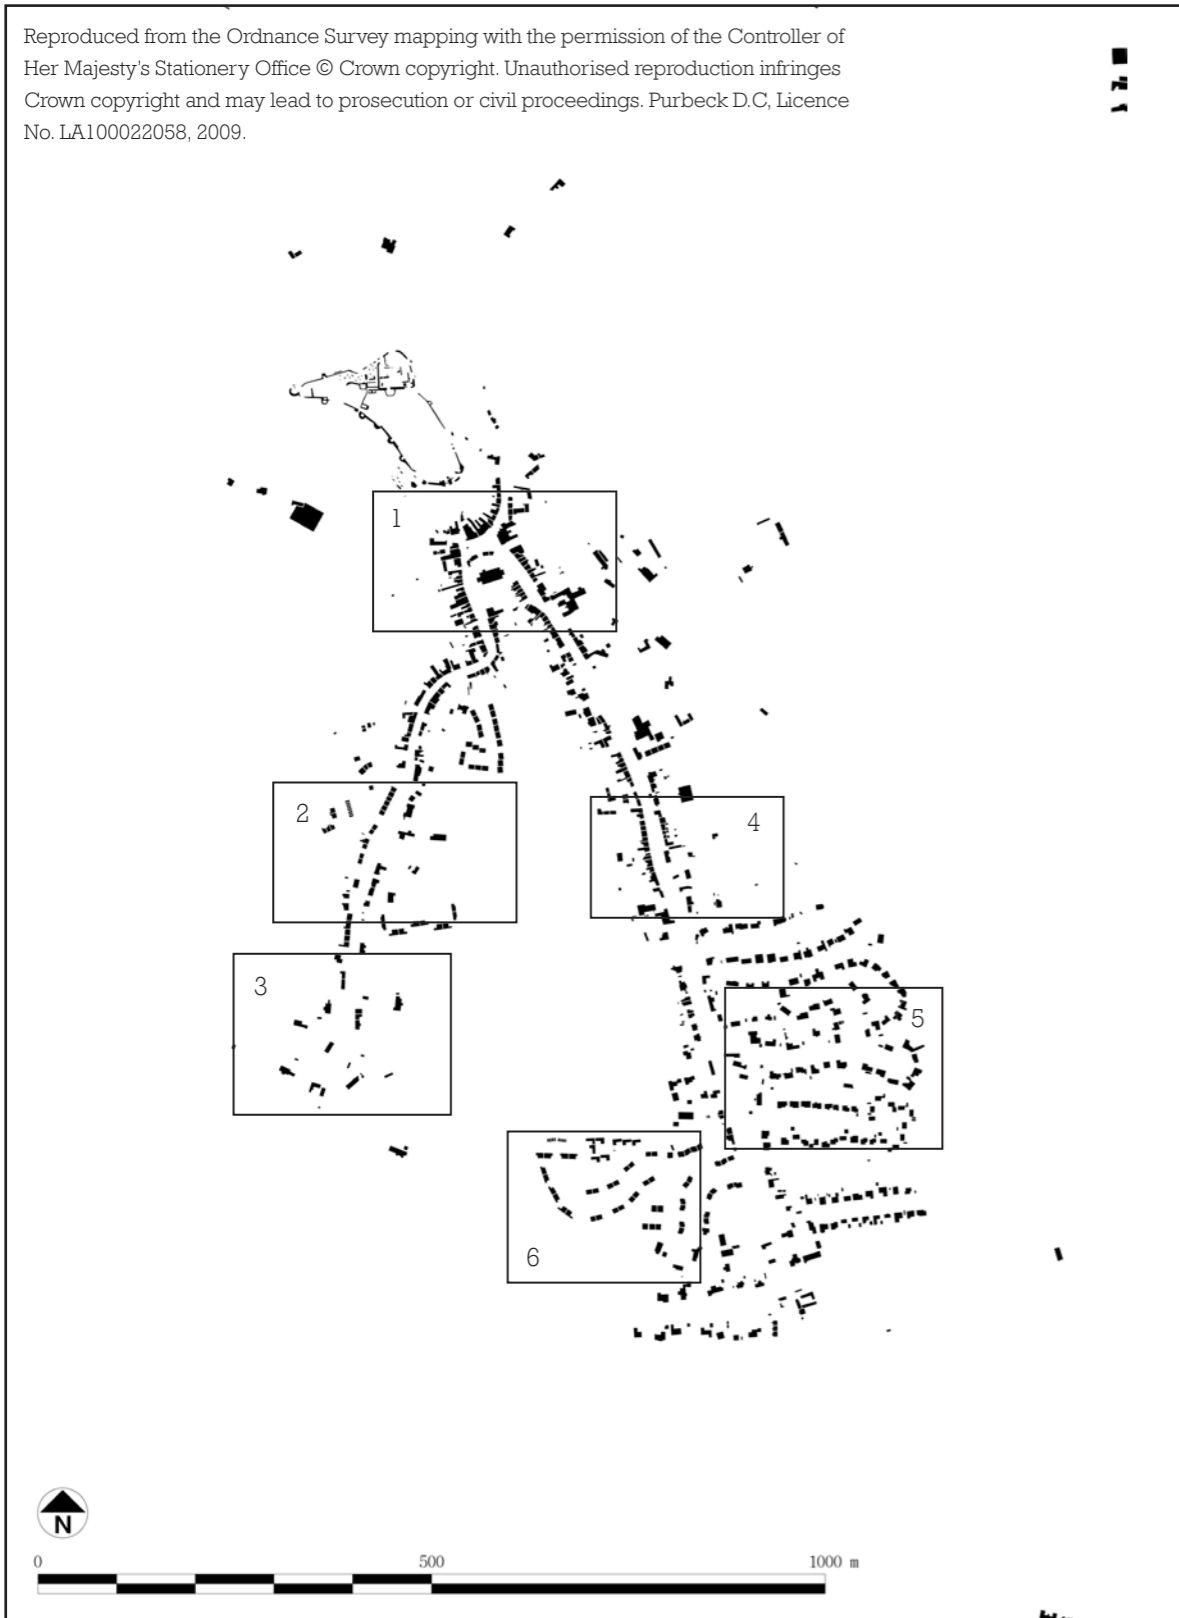 Reproduced from the Ordnance Survey mapping with the permission of the Controller of
Her Majesty's Stationery Office © Crown copyright. Unauthorised reproduction infringes
Crown copyright and may lead to prosecution or civil proceedings. Purbeck D.C, Licence
No. LA100022058, 2009.
1
2
4
3
5
6
N
0 500 1000 m